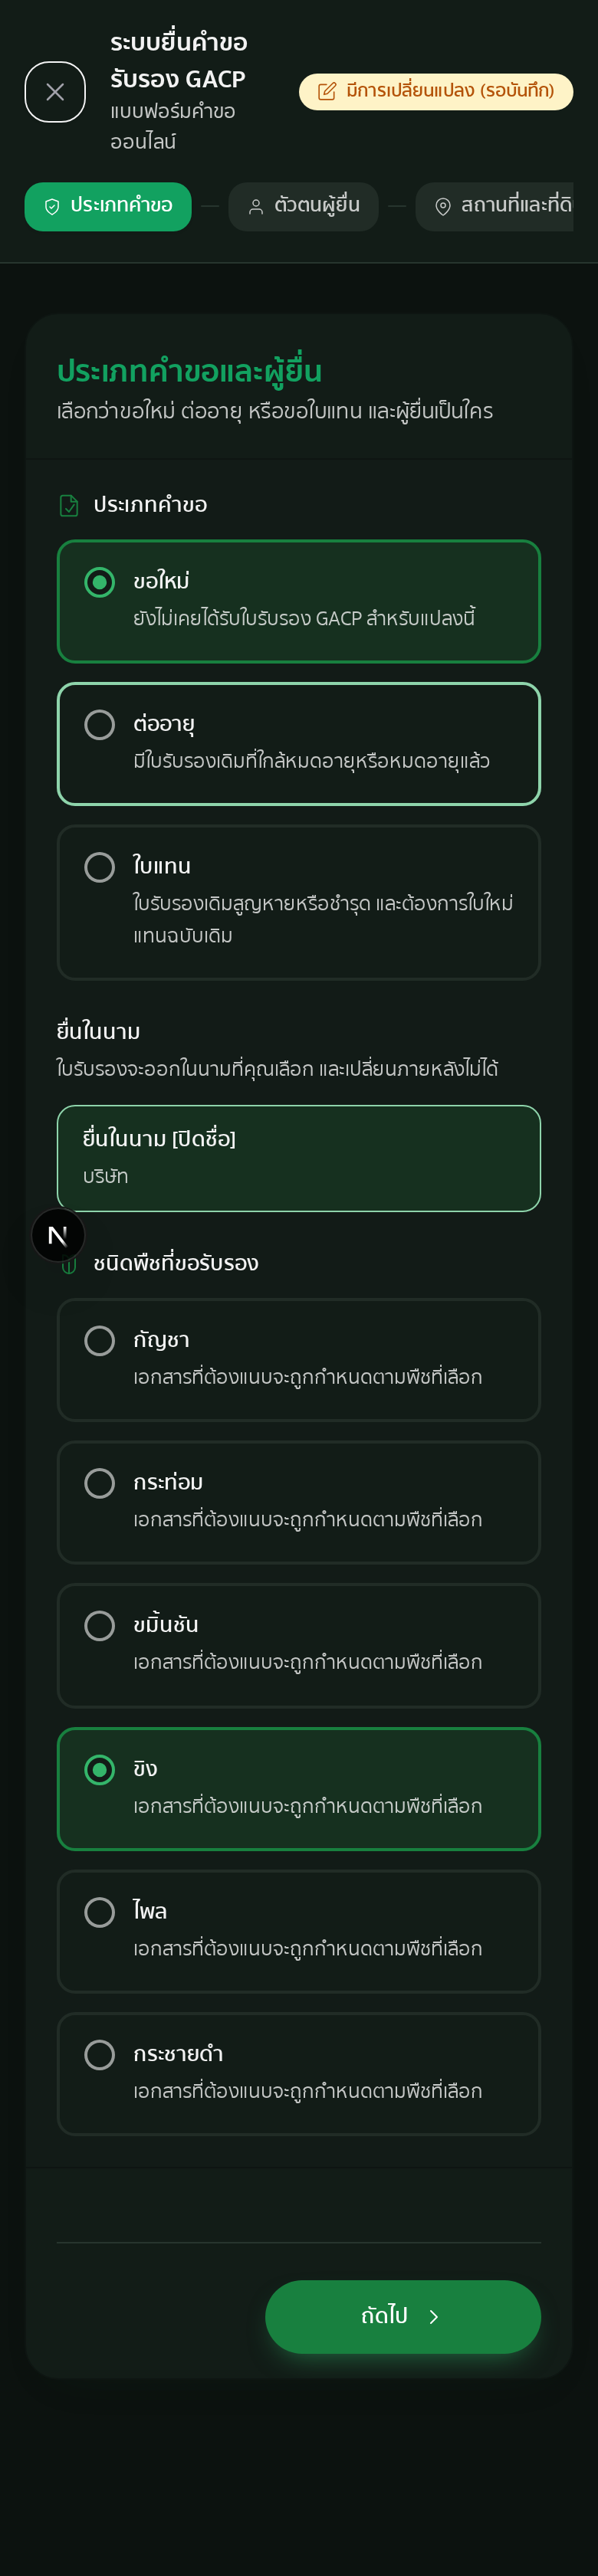 ระบบยื่นคำขอ
รับรอง GACP
แบบฟอร์มคำขอ
ออนไลน์
มีการเปลี่ยนแปลง (รอบันทึก)
ประเภทคำขอ
ตัวตนผู้ยื่น
สถานที่และที่ดิ
ประเภทคำขอและผู้ยื่น
เลือกว่าขอใหม่ ต่ออายุ หรือขอใบแทน และผู้ยื่นเป็นใคร
ประเภทคำขอ
ขอใหม่
ยังไม่เคยได้รับใบรับรอง GACP สำหรับแปลงนี้
ต่ออายุ
มีใบรับรองเดิมที่ใกล้หมดอายุหรือหมดอายุแล้ว
ใบแทน
ใบรับรองเดิมสูญหายหรือชำรุด และต้องการใบใหม่
แทนฉบับเดิม
ยื่นในนาม
ใบรับรองจะออกในนามที่คุณเลือก และเปลี่ยนภายหลังไม่ได้
ยื่นในนาม [ปิดชื่อ]
บริษัท
N
ชนิดพืชที่ขอรับรอง
กัญชา
เอกสารที่ต้องแนบจะถูกกำหนดตามพืชที่เลือก
กระท่อม
เอกสารที่ต้องแนบจะถูกกำหนดตามพืชที่เลือก
ขมิ้นชัน
เอกสารที่ต้องแนบจะถูกกำหนดตามพืชที่เลือก
ขิง
เอกสารที่ต้องแนบจะถูกกำหนดตามพืชที่เลือก
ไพล
เอกสารที่ต้องแนบจะถูกกำหนดตามพืชที่เลือก
กระชายดำ
เอกสารที่ต้องแนบจะถูกกำหนดตามพืชที่เลือก
ถัดไป